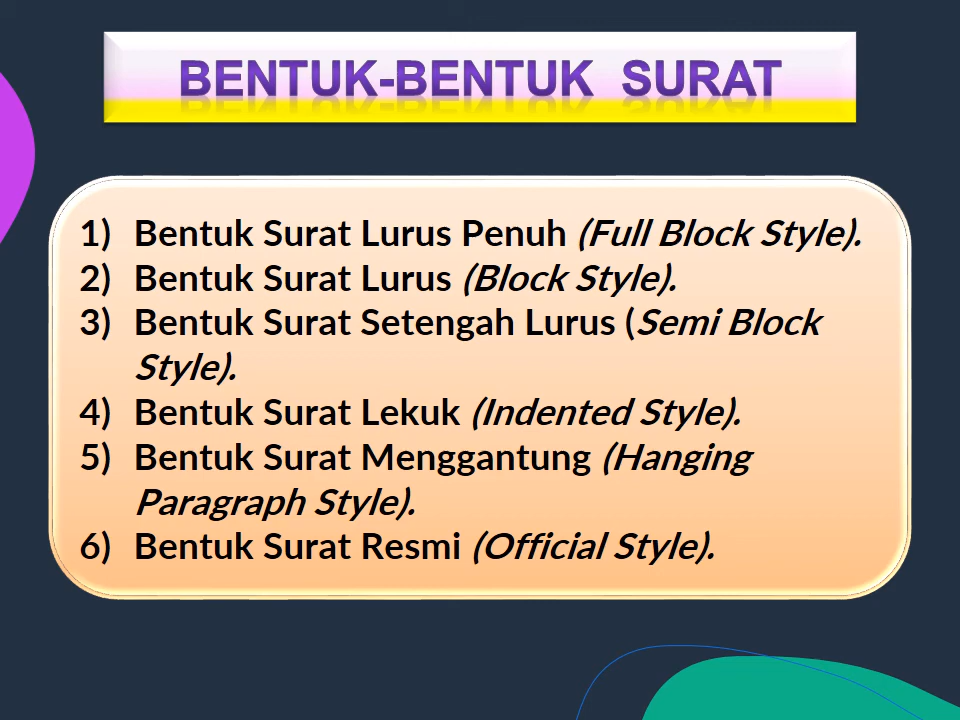 BENTUK-BENTUK SURAT
1) Bentuk Surat Lurus Penuh (Full Block Style).
2) Bentuk Surat Lurus (Block Style).
3) Bentuk Surat Setengah Lurus (Semi Block
Style).
4) Bentuk Surat Lekuk (Indented Style).
5) Bentuk Surat Menggantung (Hanging
Paragraph Style).
6) Bentuk Surat Resmi (Official Style).